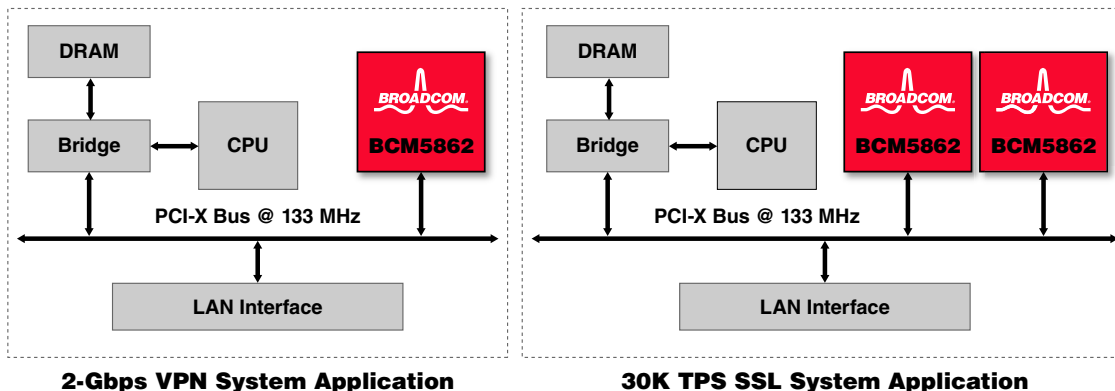 DRAM
BROADCOM.
Bridge
CPU
BCM5862
PCI-X Bus @ 133 MHz
LAN Interface
2-Gbps VPN System Application
DRAM
BROADCOM.
BROADCOM.
Bridge
CPU
BCM5862
BCM5862
PCI-X Bus @ 133 MHz
LAN Interface
30K TPS SSL System Application